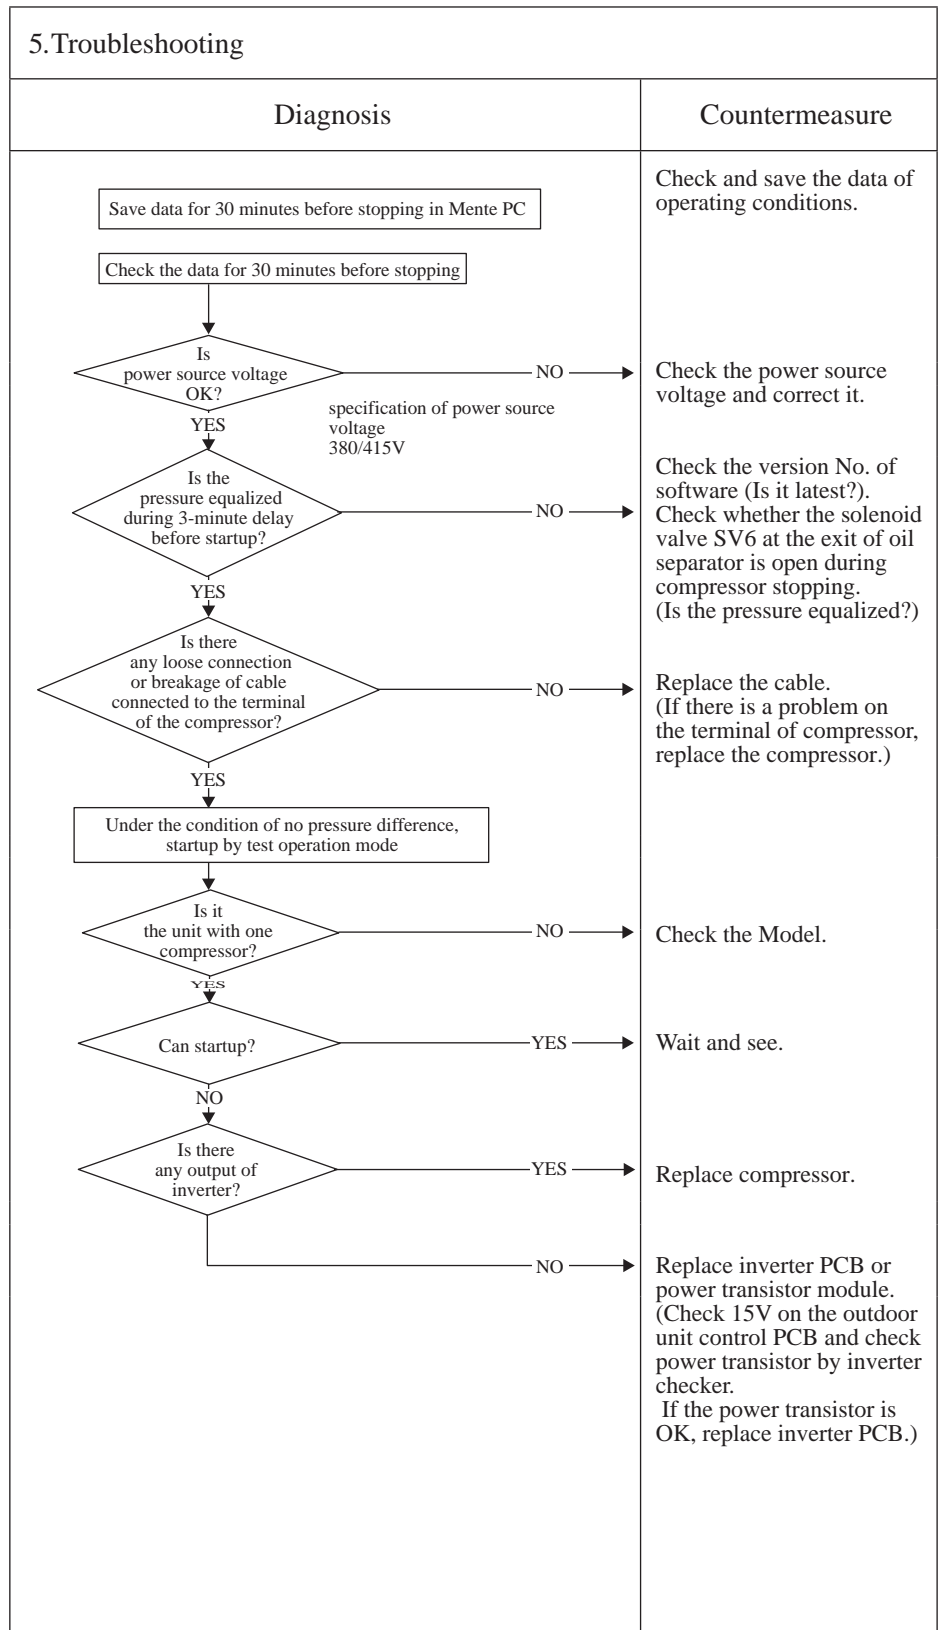 5.Troubleshooting
Diagnosis
Countermeasure
Save data for 30 minutes before stopping in Mente PC
Check and save the data of
operating conditions.
Check the data for 30 minutes before stopping
Is
power source voltage
OK?
NO
Check the power source
voltage and correct it.
specification of power source
voltage
380/415V
YES
Is the
pressure equalized
during 3-minute delay
before startup?
NO
Check the version No. of
software (Is it latest?).
Check whether the solenoid
valve SV6 at the exit of oil
separator is open during
compressor stopping.
(Is the pressure equalized?)
YES
Is there
any loose connection
or breakage of cable
connected to the terminal
of the compressor?
NO
Replace the cable.
(If there is a problem on
the terminal of compressor,
replace the compressor.)
YES
Under the condition of no pressure difference,
startup by test operation mode
Is it
the unit with one
compressor?
NO
Check the Model.
YES
Can startup?
YES
Wait and see.
NO
Is there
any output of
inverter?
YES
Replace compressor.
NO
Replace inverter PCB or
power transistor module.
(Check 15V on the outdoor
unit control PCB and check
power transistor by inverter
checker.
If the power transistor is
OK, replace inverter PCB.)